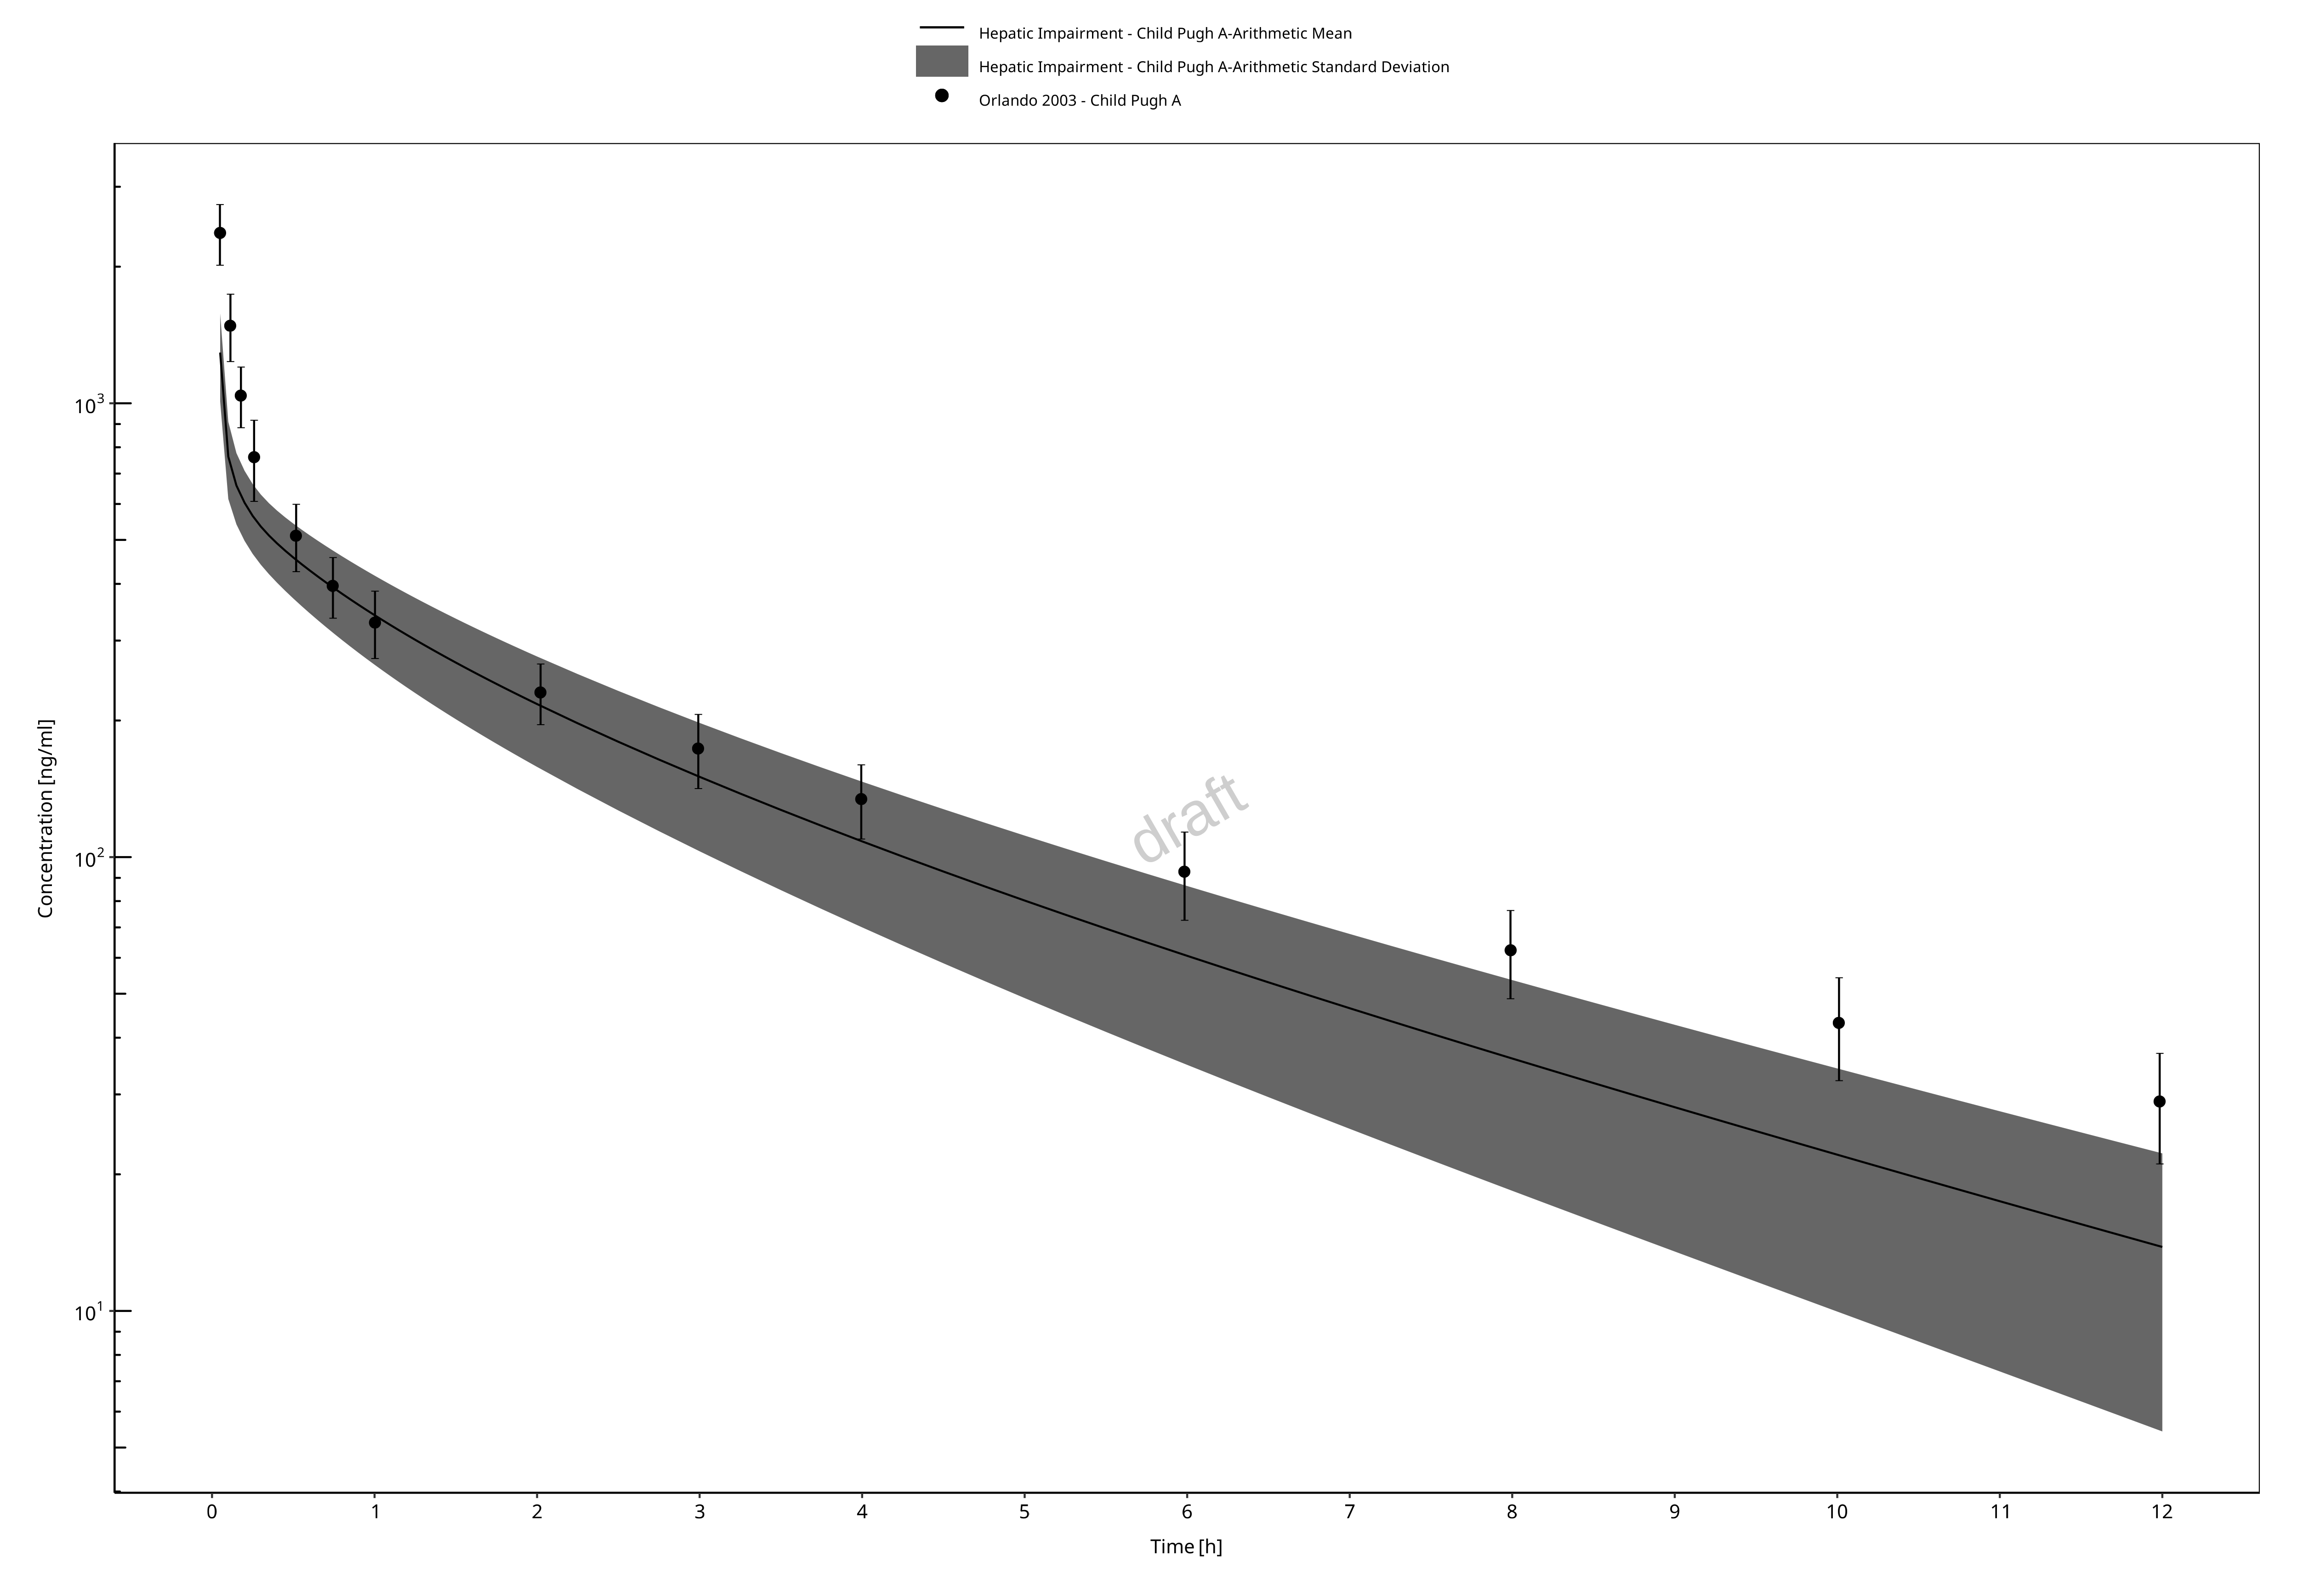 Hepatic Impairment - Child Pugh A-Arithmetic Mean
Hepatic Impairment - Child Pugh A-Arithmetic Standard Deviation
Orlando 2003 - Child Pugh A
10³
10²
10¹
Concentration [ng/ml]
draft
0 1 2 3 4 5 6 7 8 9 10 11 12
Time [h]